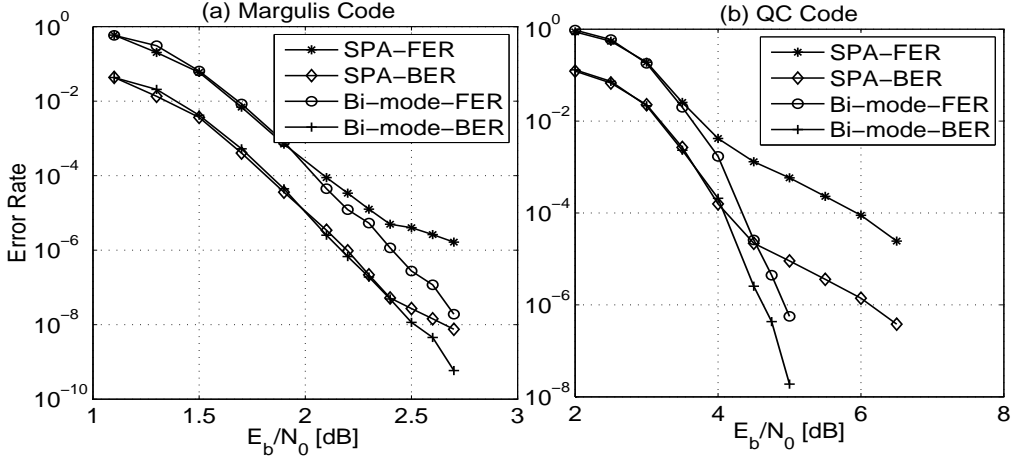 (a) Margulis Code
10^0
10^-2
10^-4
10^-6
10^-8
10^-10
Error Rate
SPA-FER
SPA-BER
Bi-mode-FER
Bi-mode-BER
1 1.5 2 2.5 3
E_b/N_0 [dB]
(b) QC Code
10^0
10^-2
10^-4
10^-6
10^-8
SPA-FER
SPA-BER
Bi-mode-FER
Bi-mode-BER
2 4 6 8
E_b/N_0 [dB]